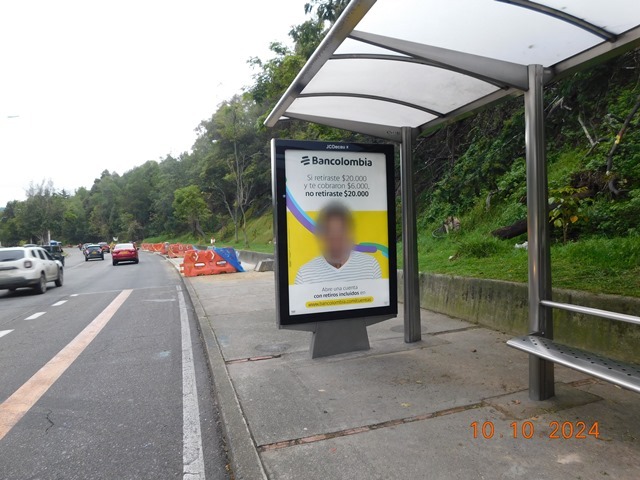 JCDecaux
Bancolombia
Si retiraste $20.000
y te cobraron $6.000,
no retiraste $20.000
Abre una cuenta
con retiros incluidos en
10 10 2024